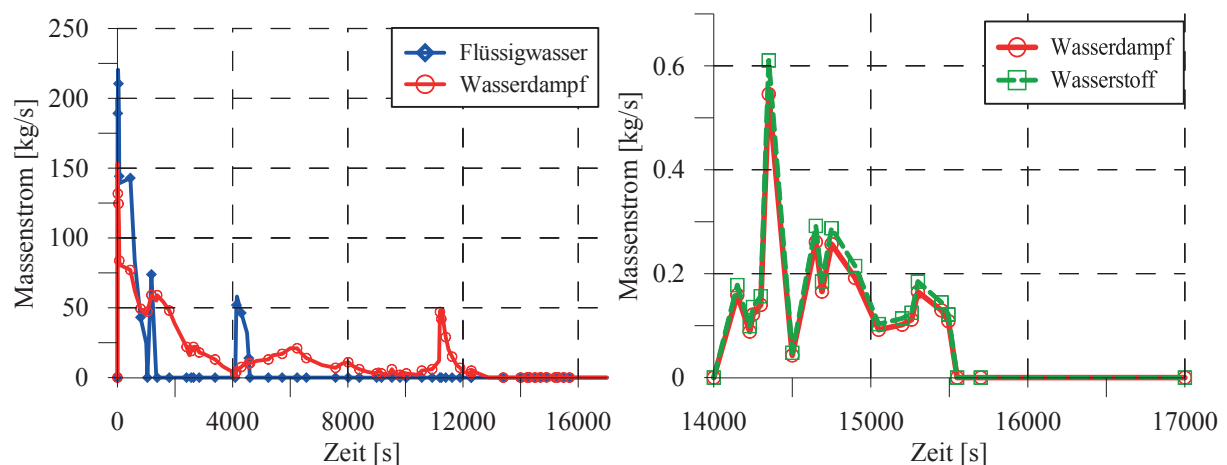 Massenstrom [kg/s]
250
200
150
100
50
0
Flüssigwasser
Wasserdampf
0 4000 8000 12000 16000
Zeit [s]
Massenstrom [kg/s]
0.6
0.4
0.2
0
Wasserdampf
Wasserstoff
14000 15000 16000 17000
Zeit [s]